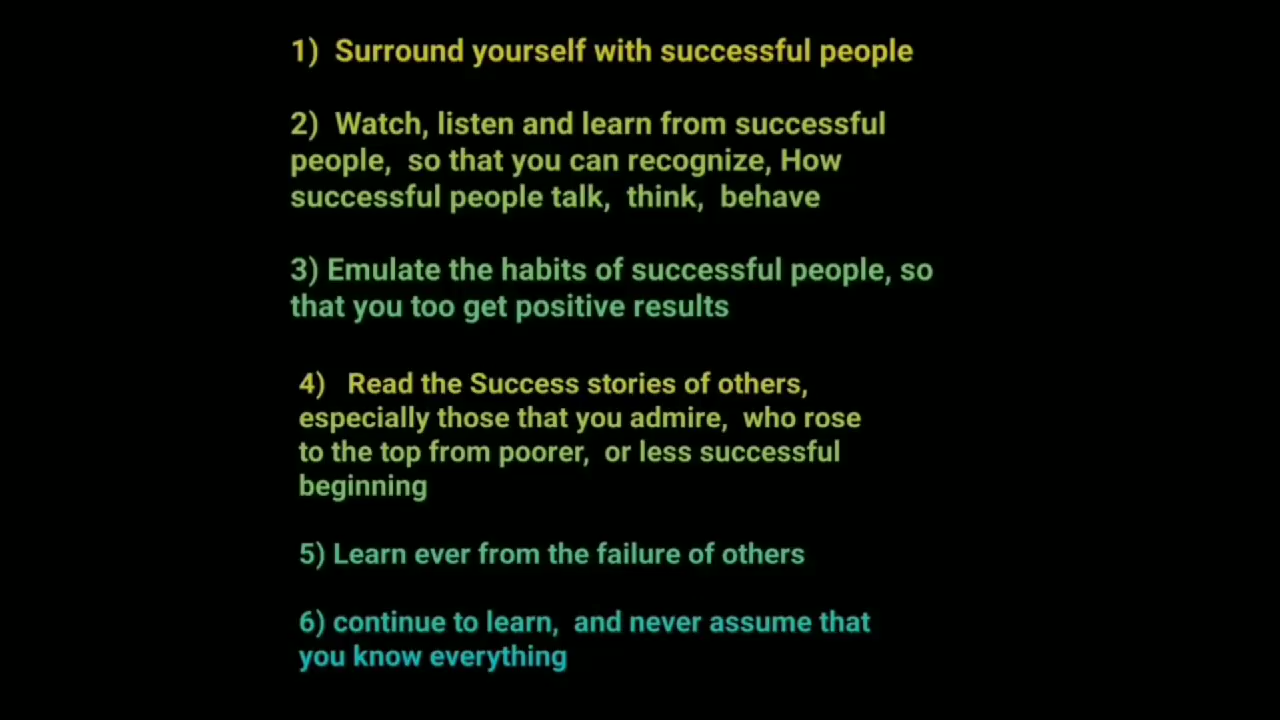 1) Surround yourself with successful people
2) Watch, listen and learn from successful
people, so that you can recognize, How
successful people talk, think, behave
3) Emulate the habits of successful people, so
that you too get positive results
4) Read the Success stories of others,
especially those that you admire, who rose
to the top from poorer, or less successful
beginning
5) Learn ever from the failure of others
6) continue to learn, and never assume that
you know everything